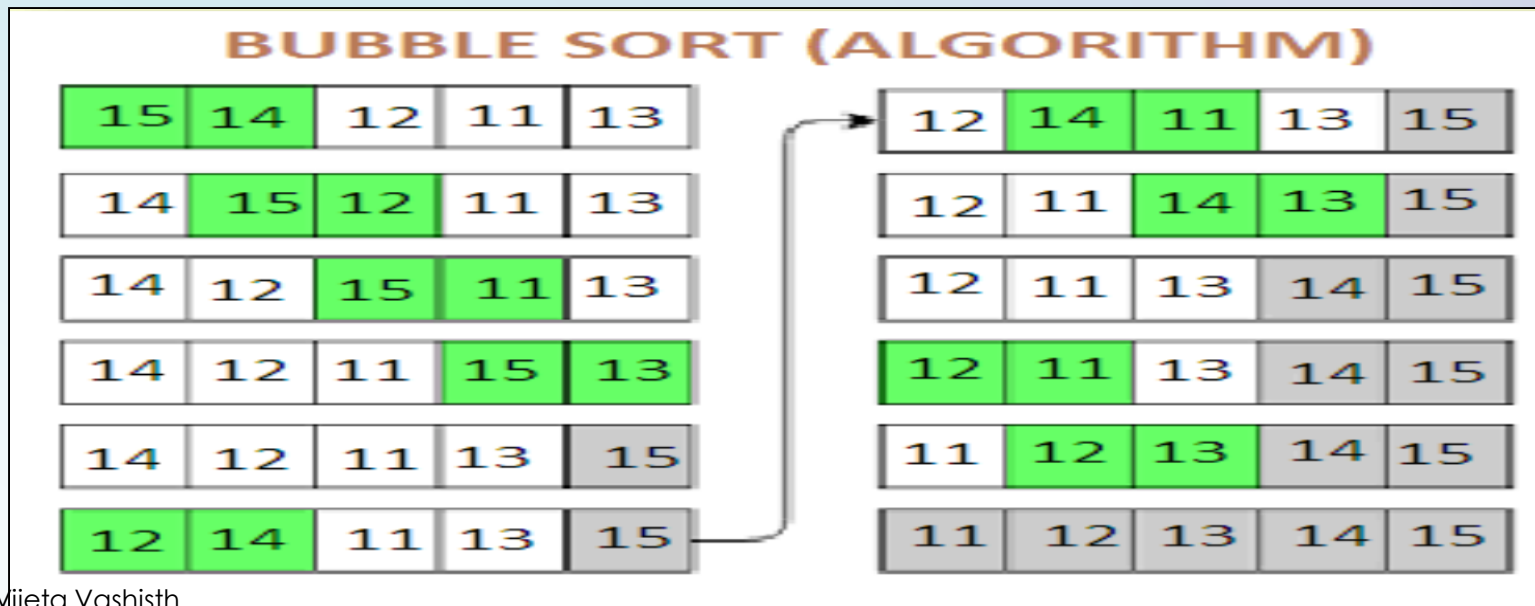 BUBBLE SORT (ALGORITHM)
15 14 12 11 13
14 15 12 11 13
14 12 15 11 13
14 12 11 15 13
14 12 11 13 15
12 14 11 13 15
12 14 11 13 15
12 11 14 13 15
12 11 13 14 15
12 11 13 14 15
11 12 13 14 15
11 12 13 14 15
Vashisth